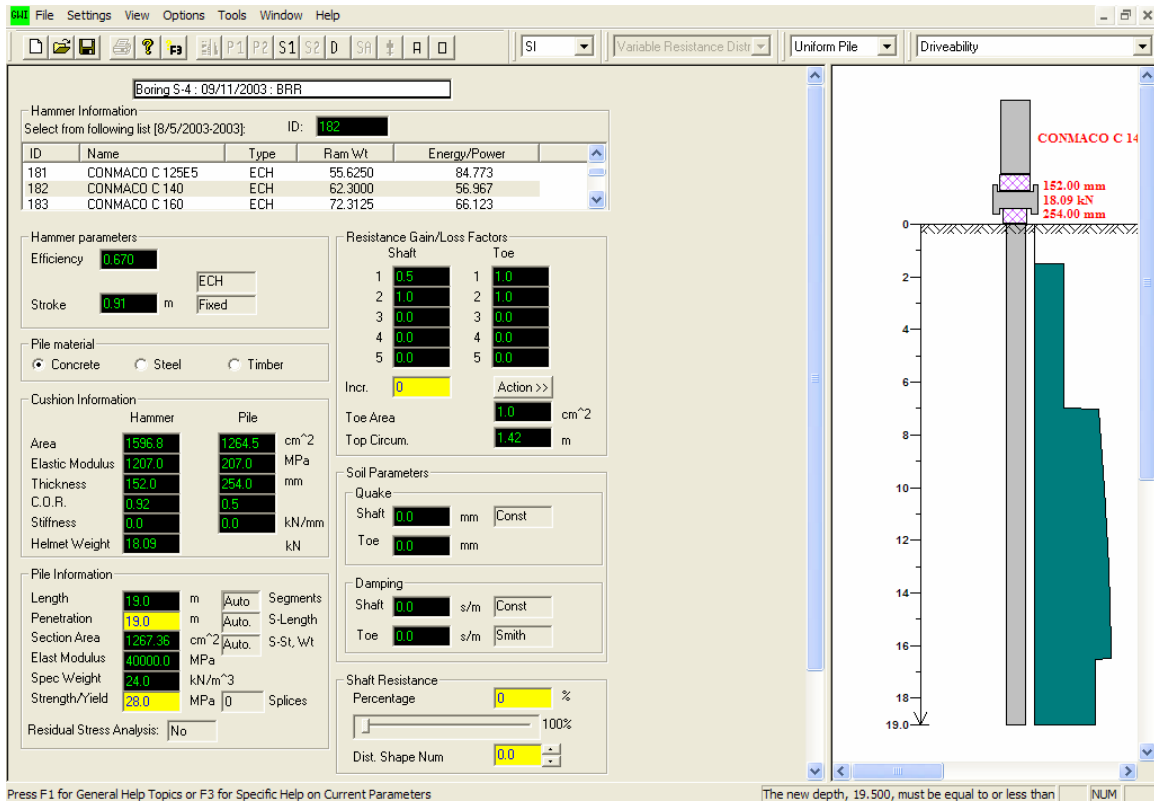 GWI File Settings View Options Tools Window Help
F3 P1 P2 S1 S2 D SA SI Variable Resistance Distr Uniform Pile Driveability
Boring S-4 : 09/11/2003 : BRR
Hammer Information
Select from following list [8/5/2003-2003]: ID: 182
ID Name Type Ram Wt Energy/Power
181 CONMACO C 125E5 ECH 55.6250 84.773
182 CONMACO C 140 ECH 62.3000 56.967
183 CONMACO C 160 ECH 72.3125 66.123
Hammer parameters
Efficiency 0.670
ECH
Stroke 0.91 m Fixed
Pile material
Concrete Steel Timber
Cushion Information
Hammer Pile
Area 1596.8 1264.5 cm^2
Elastic Modulus 1207.0 207.0 MPa
Thickness 152.0 254.0 mm
C.O.R. 0.92 0.5
Stiffness 0.0 0.0 kN/mm
Helmet Weight 18.09 kN
Pile Information
Length 19.0 m Auto Segments
Penetration 19.0 m Auto. S-Length
Section Area 1267.36 cm^2 Auto. S-St, Wt
Elast Modulus 40000.0 MPa
Spec Weight 24.0 kN/m^3
Strength/Yield 28.0 MPa 0 Splices
Residual Stress Analysis: No
Resistance Gain/Loss Factors
Shaft Toe
1 0.5 1 1.0
2 1.0 2 1.0
3 0.0 3 0.0
4 0.0 4 0.0
5 0.0 5 0.0
Incr. 0 Action >>
Toe Area 1.0 cm^2
Top Circum. 1.42 m
Soil Parameters
Quake
Shaft 0.0 mm Const
Toe 0.0 mm
Damping
Shaft 0.0 s/m Const
Toe 0.0 s/m Smith
Shaft Resistance
Percentage 0 %
100%
Dist. Shape Num 0.0
CONMACO C 14
152.00 mm
18.09 kN
254.00 mm
0
2
4
6
8
10
12
14
16
18
19.0
Press F1 for General Help Topics or F3 for Specific Help on Current Parameters The new depth, 19.500, must be equal to or less than NUM